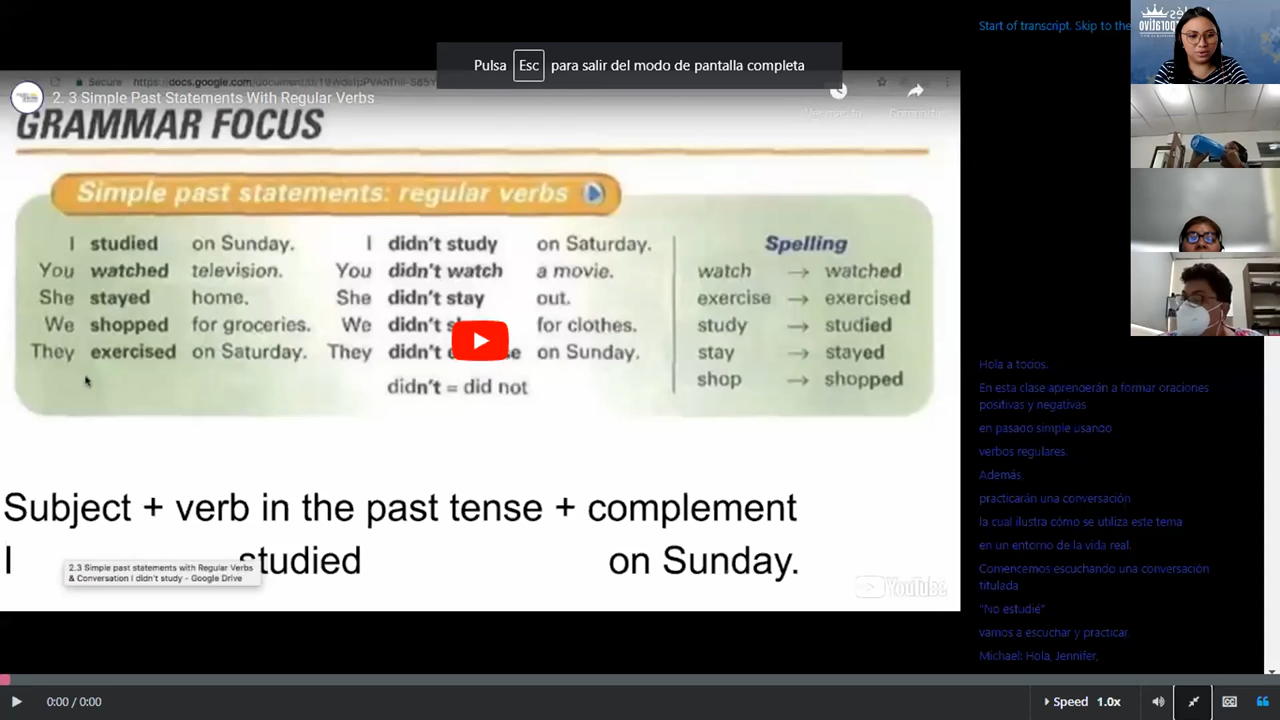 Start of transcript. Skip to the
Pulsa Esc para salir del modo de pantalla completa
2. 3 Simple Past Statements With Regular Verbs
GRAMMAR FOCUS
Simple past statements: regular verbs
I studied on Sunday. I didn't study on Saturday. Spelling
You watched television. You didn't watch a movie. watch → watched
She stayed home. She didn't stay out. exercise → exercised
We shopped for groceries. We didn't for clothes. study → studied
They exercised on Saturday. They didn't on Sunday. stay → stayed
didn't = did not shop → shopped
Subject + verb in the past tense + complement
I studied on Sunday.
2.3 Simple past statements with Regular Verbs
& Conversation I didn't study - Google Drive
YouTube
Hola a todos.
En esta clase aprenderán a formar oraciones
positivas y negativas
en pasado simple usando
verbos regulares.
Además,
practicarán una conversación
la cual ilustra cómo se utiliza este tema
en un entorno de la vida real.
Comencemos escuchando una conversación
titulada
"No estudié"
vamos a escuchar y practicar.
Michael: Hola, Jennifer,
0:00 / 0:00
Speed 1.0x